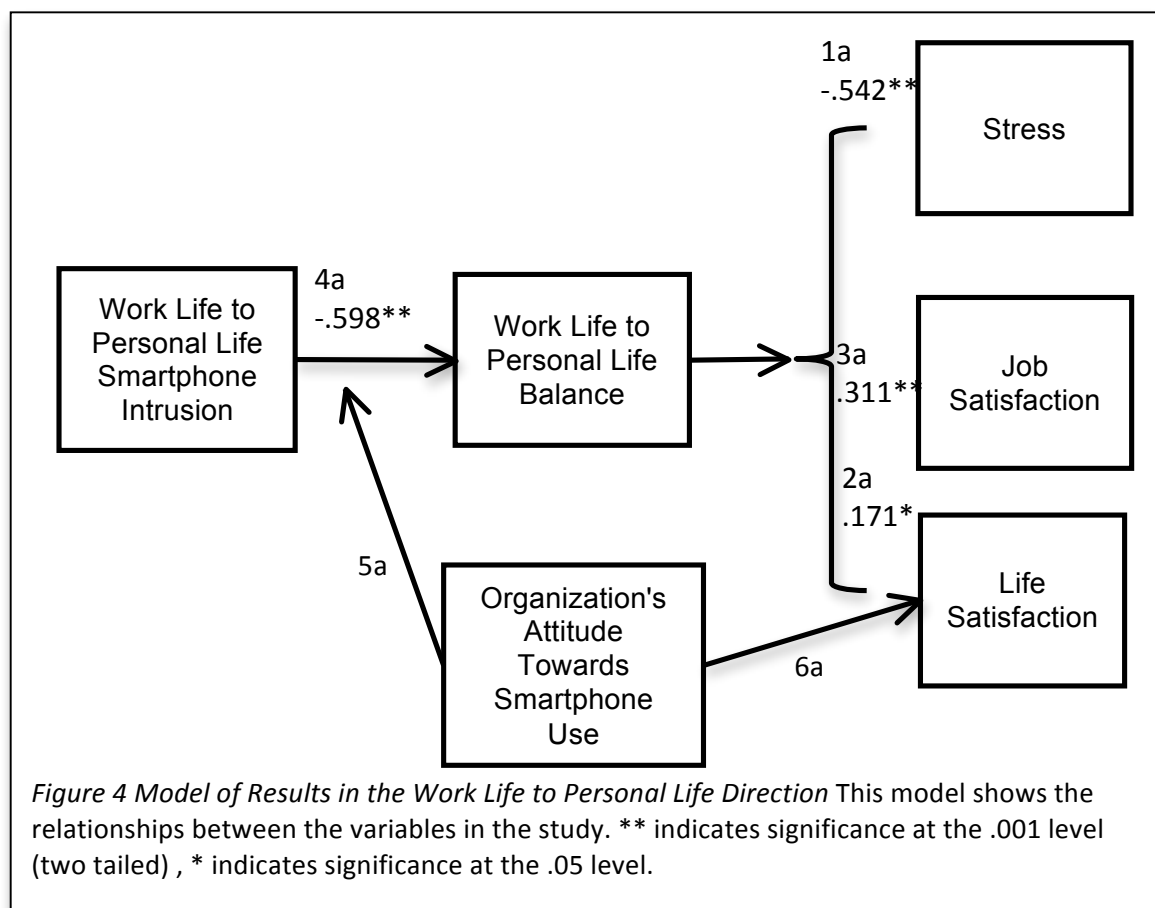 1a
-.542**
Stress
4a
-.598**
Work Life to
Personal Life
Smartphone
Intrusion
Work Life to
Personal Life
Balance
3a
.311**
Job
Satisfaction
2a
.171*
5a
Organization's
Attitude
Towards
Smartphone
Use
6a
Life
Satisfaction
Figure 4 Model of Results in the Work Life to Personal Life Direction This model shows the
relationships between the variables in the study. ** indicates significance at the .001 level
(two tailed) , * indicates significance at the .05 level.